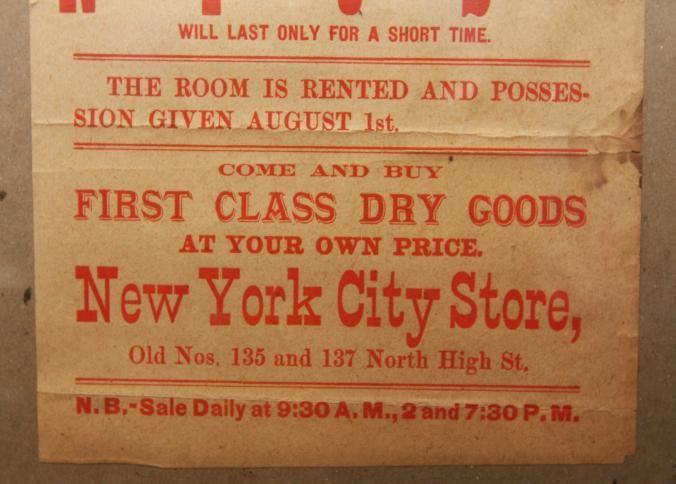 WILL LAST ONLY FOR A SHORT TIME.
THE ROOM IS RENTED AND POSSES-
SION GIVEN AUGUST 1st.
COME AND BUY
FIRST CLASS DRY GOODS
AT YOUR OWN PRICE.
New York City Store,
Old Nos. 135 and 137 North High St.
N. B.-Sale Daily at 9:30 A. M., 2 and 7:30 P. M.